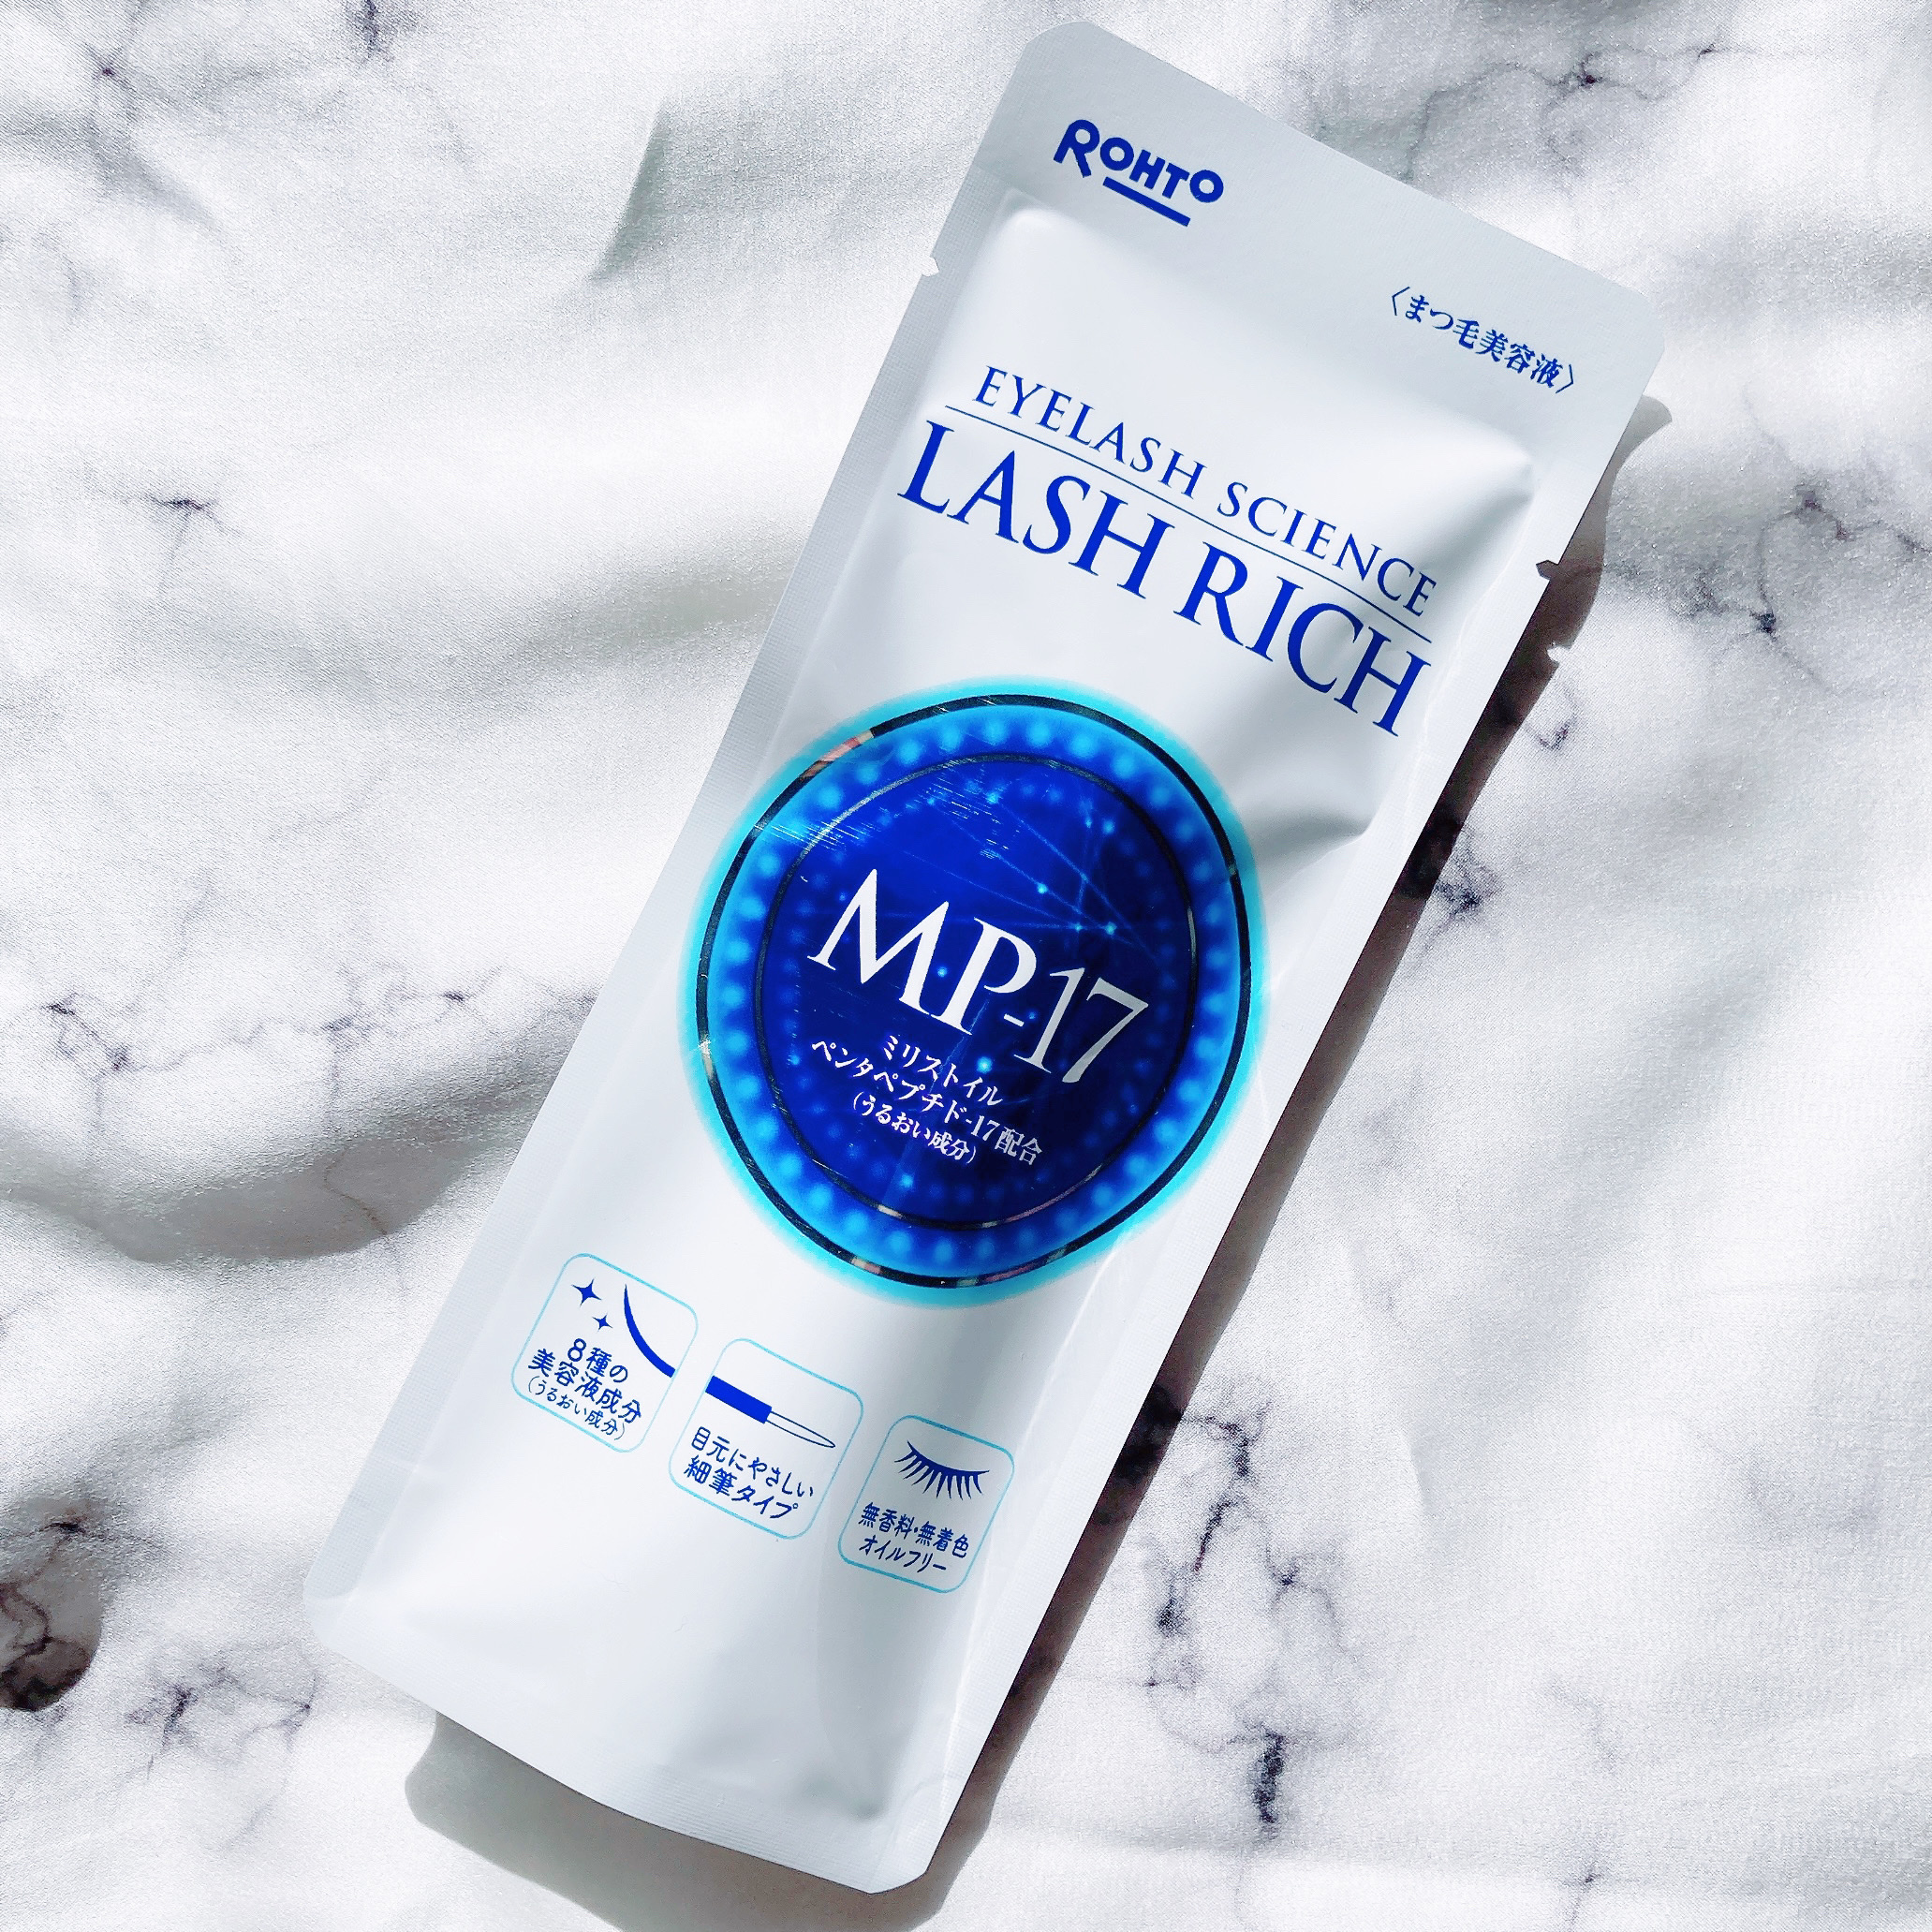 ROHTO
〈まつ毛美容液〉
EYELASH SCIENCE
LASH RICH
MP-17
ミリストイル
ペンタペプチド-17配合
(うるおい成分)
8種の
美容液成分
(うるおい成分)
目元にやさしい
細筆タイプ
無香料・無着色
オイルフリー